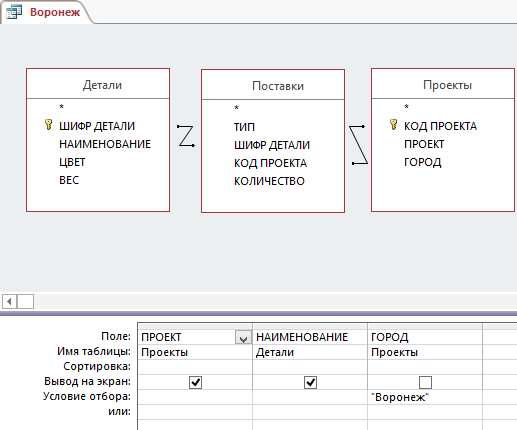 Воронеж
Детали Поставки Проекты
* * *
ШИФР ДЕТАЛИ ТИП КОД ПРОЕКТА
НАИМЕНОВАНИЕ ШИФР ДЕТАЛИ ПРОЕКТ
ЦВЕТ КОД ПРОЕКТА ГОРОД
ВЕС КОЛИЧЕСТВО
Поле: ПРОЕКТ НАИМЕНОВАНИЕ ГОРОД
Имя таблицы: Проекты Детали Проекты
Сортировка:
Вывод на экран:
Условие отбора: "Воронеж"
или: